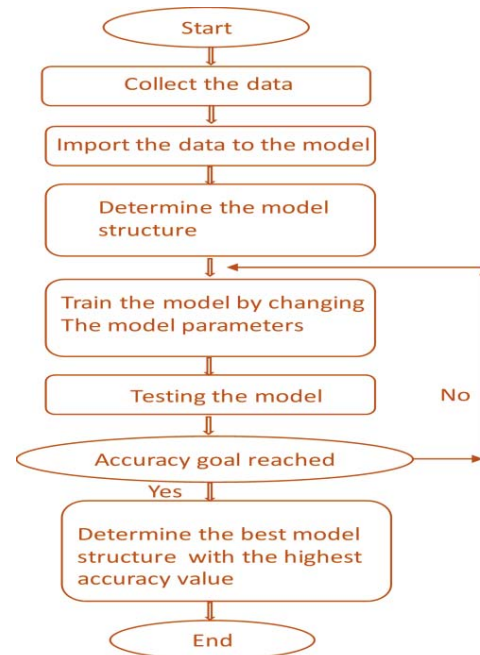 Start
Collect the data
Import the data to the model
Determine the model
structure
Train the model by changing
The model parameters
Testing the model
No
Accuracy goal reached
Yes
Determine the best model
structure with the highest
accuracy value
End